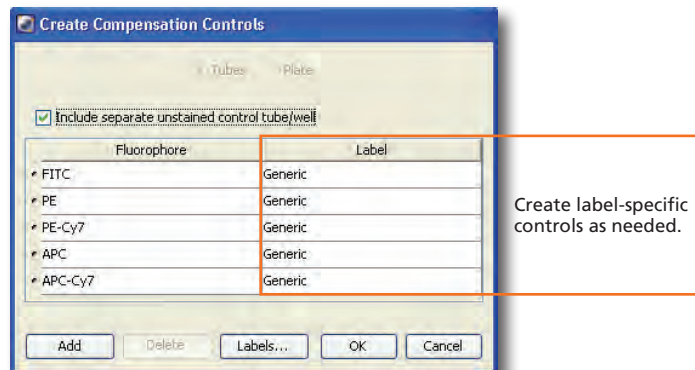 Create Compensation Controls
Tubes Plate
Include separate unstained control tube/well
Fluorophore Label
FITC Generic
PE Generic
PE-Cy7 Generic
APC Generic
APC-Cy7 Generic
Create label-specific
controls as needed.
Add Delete Labels... OK Cancel